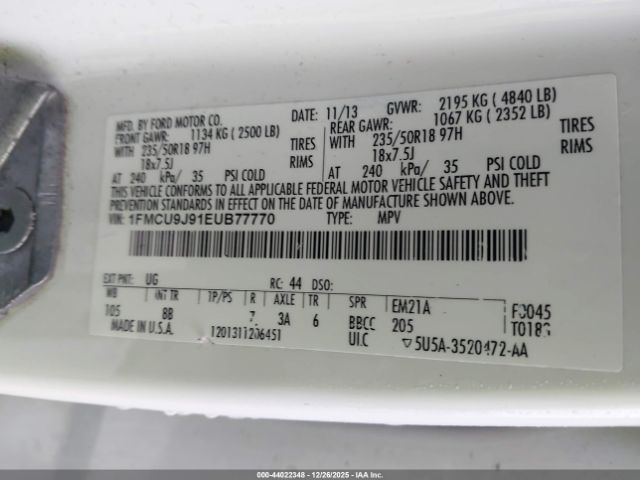 MFD. BY FORD MOTOR CO. DATE: 11/13 GVWR: 2195 KG ( 4840 LB)
FRONT GAWR: 1134 KG ( 2500 LB) REAR GAWR: 1067 KG ( 2352 LB)
WITH 235/50R18 97H TIRES WITH 235/50R18 97H TIRES
18x7.5J RIMS 18x7.5J RIMS
AT 240 kPa/ 35 PSI COLD AT 240 kPa/ 35 PSI COLD
THIS VEHICLE CONFORMS TO ALL APPLICABLE FEDERAL MOTOR VEHICLE SAFETY AND THEFT
PREVENTION STANDARDS IN EFFECT ON THE DATE OF MANUFACTURE SHOWN ABOVE.
VIN: 1FMCU9J91EUB77770 TYPE: MPV
EXT PNT: UG RC: 44 DSO:
WB INT TR TP/PS R AXLE TR SPR EM21A F0045
105 8B 3A 6 BBCC 205
MADE IN U.S.A. UIC ▽5U5A-3520472-AA
000-44022348 - 12/26/2025 - IAA Inc.